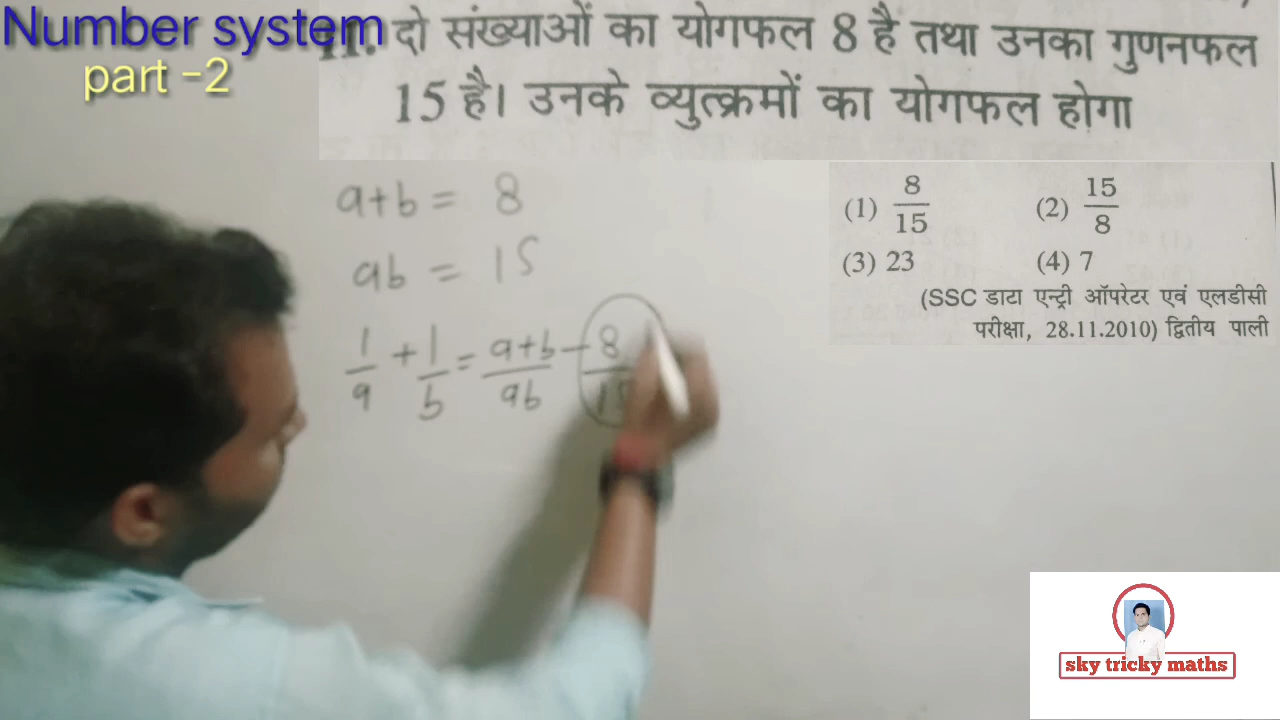 Number system
part -2
11. दो संख्याओं का योगफल 8 है तथा उनका गुणनफल
15 है। उनके व्युत्क्रमों का योगफल होगा
a+b = 8
ab = 15
1/a + 1/b = a+b/ab = 8/15
(1) 8/15 (2) 15/8
(3) 23 (4) 7
(SSC डाटा एन्ट्री ऑपरेटर एवं एलडीसी
परीक्षा, 28.11.2010) द्वितीय पाली
sky tricky maths